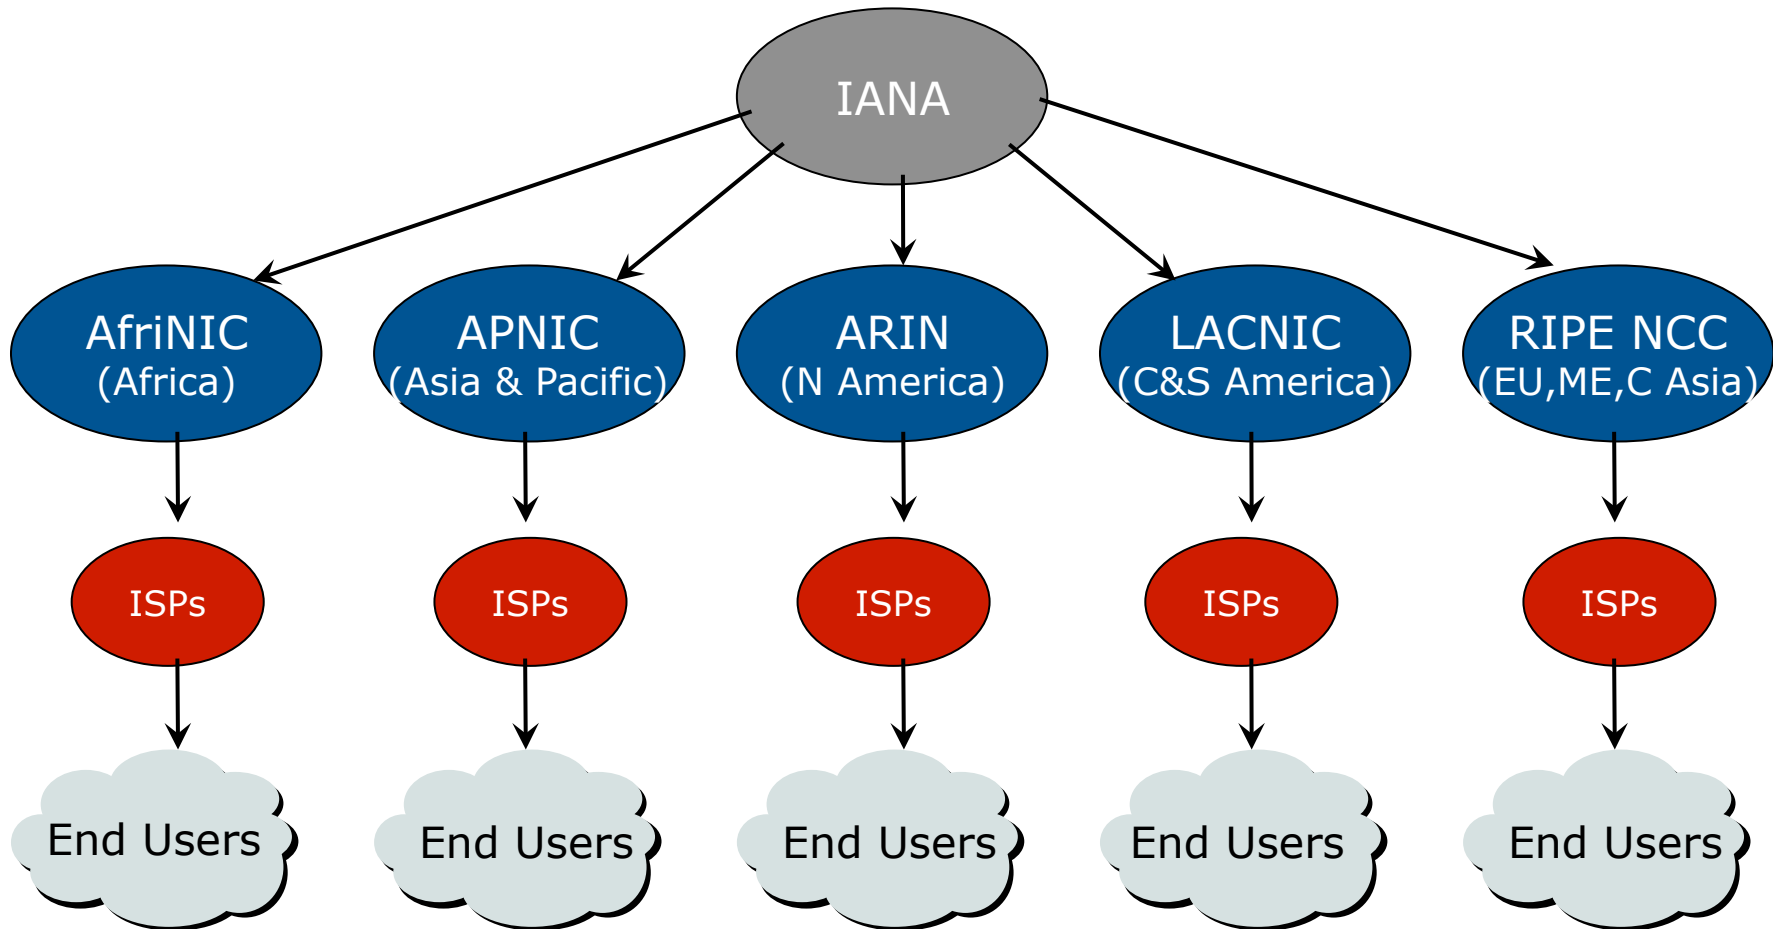 IANA
AfriNIC
(Africa)
APNIC
(Asia & Pacific)
ARIN
(N America)
LACNIC
(C&S America)
RIPE NCC
(EU,ME,C Asia)
ISPs
ISPs
ISPs
ISPs
ISPs
End Users
End Users
End Users
End Users
End Users